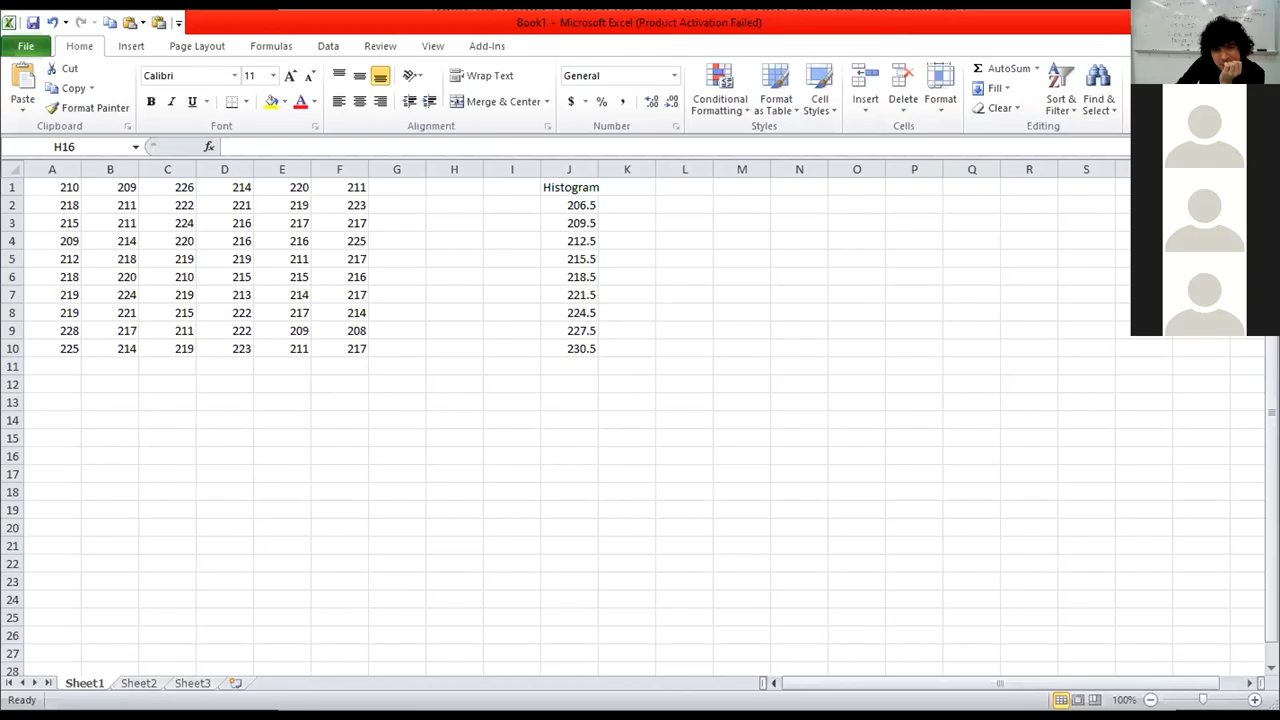 Book1 - Microsoft Excel (Product Activation Failed)
File Home Insert Page Layout Formulas Data Review View Add-Ins
Paste Cut Copy Format Painter Clipboard
Calibri 11 B I U A Font
Wrap Text Merge & Center Alignment
General $ % , Number
Conditional Formatting Format as Table Cell Styles Styles
Insert Delete Format Cells
Σ AutoSum Fill Clear Sort & Filter Find & Select Editing
H16 fx
A B C D E F G H I J K L M N O P Q R S
1 210 209 226 214 220 211 Histogram
2 218 211 222 221 219 223 206.5
3 215 211 224 216 217 217 209.5
4 209 214 220 216 216 225 212.5
5 212 218 219 219 211 217 215.5
6 218 220 210 215 215 216 218.5
7 219 224 219 213 214 217 221.5
8 219 221 215 222 217 214 224.5
9 228 217 211 222 209 208 227.5
10 225 214 219 223 211 217 230.5
11
12
13
14
15
16
17
18
19
20
21
22
23
24
25
26
27
28
Sheet1 Sheet2 Sheet3
Ready 100%